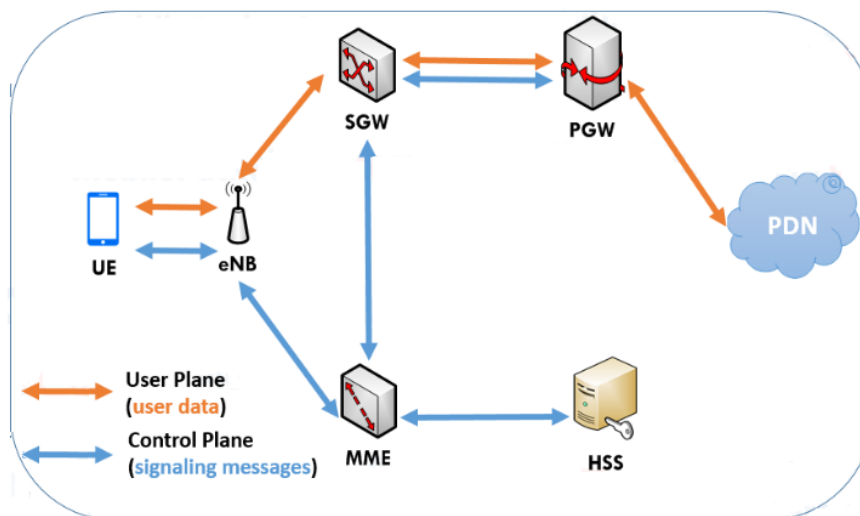 SGW
PGW
PDN
UE
eNB
User Plane
(user data)
Control Plane
(signaling messages)
MME
HSS